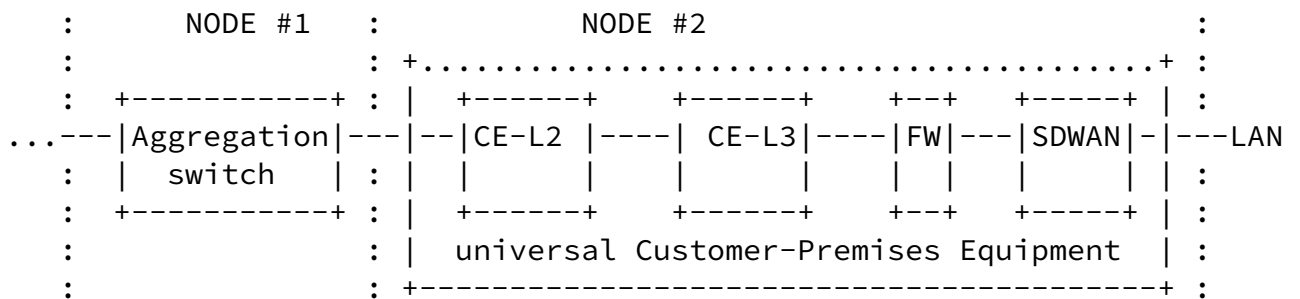 : NODE #1 : NODE #2 :
: : +.........................................+ :
: +-----------+ : | +------+ +------+ +--+ +-----+ | :
...---|Aggregation|---|--|CE-L2 |----| CE-L3|----|FW|---|SDWAN|-|---LAN
: | switch | : | | | | | | | | | | :
: +-----------+ : | +------+ +------+ +--+ +-----+ | :
: : | universal Customer-Premises Equipment | :
: : +-----------------------------------------+ :